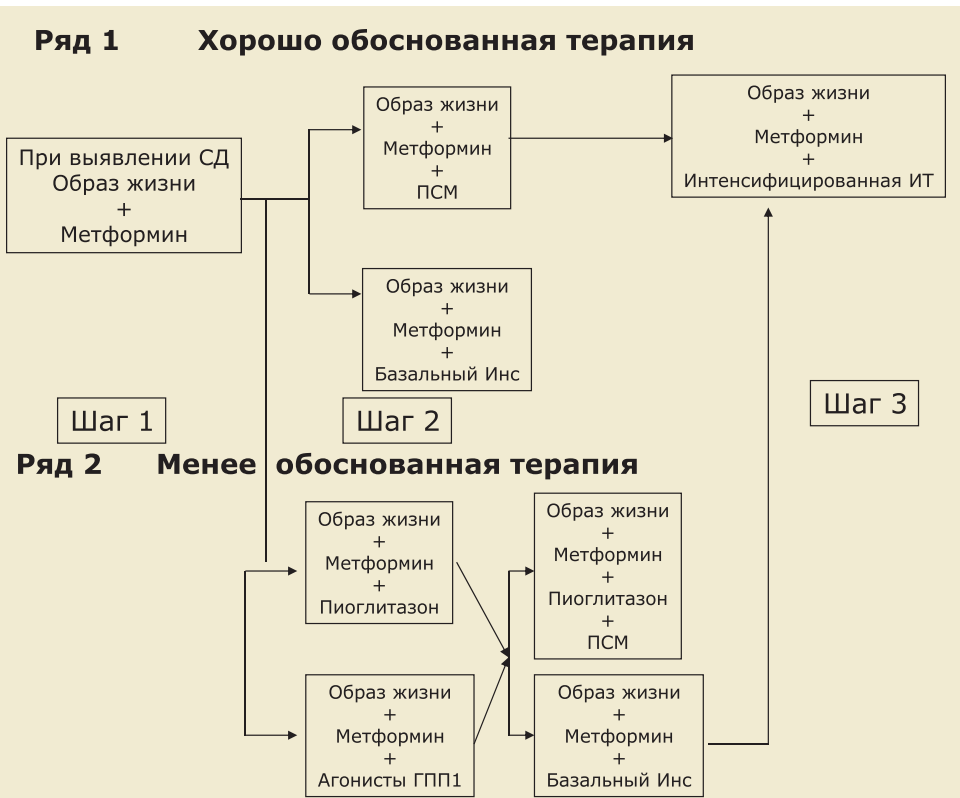 Ряд 1 Хорошо обоснованная терапия
При выявлении СД
Образ жизни
+
Метформин
Образ жизни
+
Метформин
+
ПСМ
Образ жизни
+
Метформин
+
Интенсифицированная ИТ
Образ жизни
+
Метформин
+
Базальный Инс
Шаг 1
Шаг 2
Шаг 3
Ряд 2 Менее обоснованная терапия
Образ жизни
+
Метформин
+
Пиоглитазон
Образ жизни
+
Метформин
+
Пиоглитазон
+
ПСМ
Образ жизни
+
Метформин
+
Агонисты ГПП1
Образ жизни
+
Метформин
+
Базальный Инс